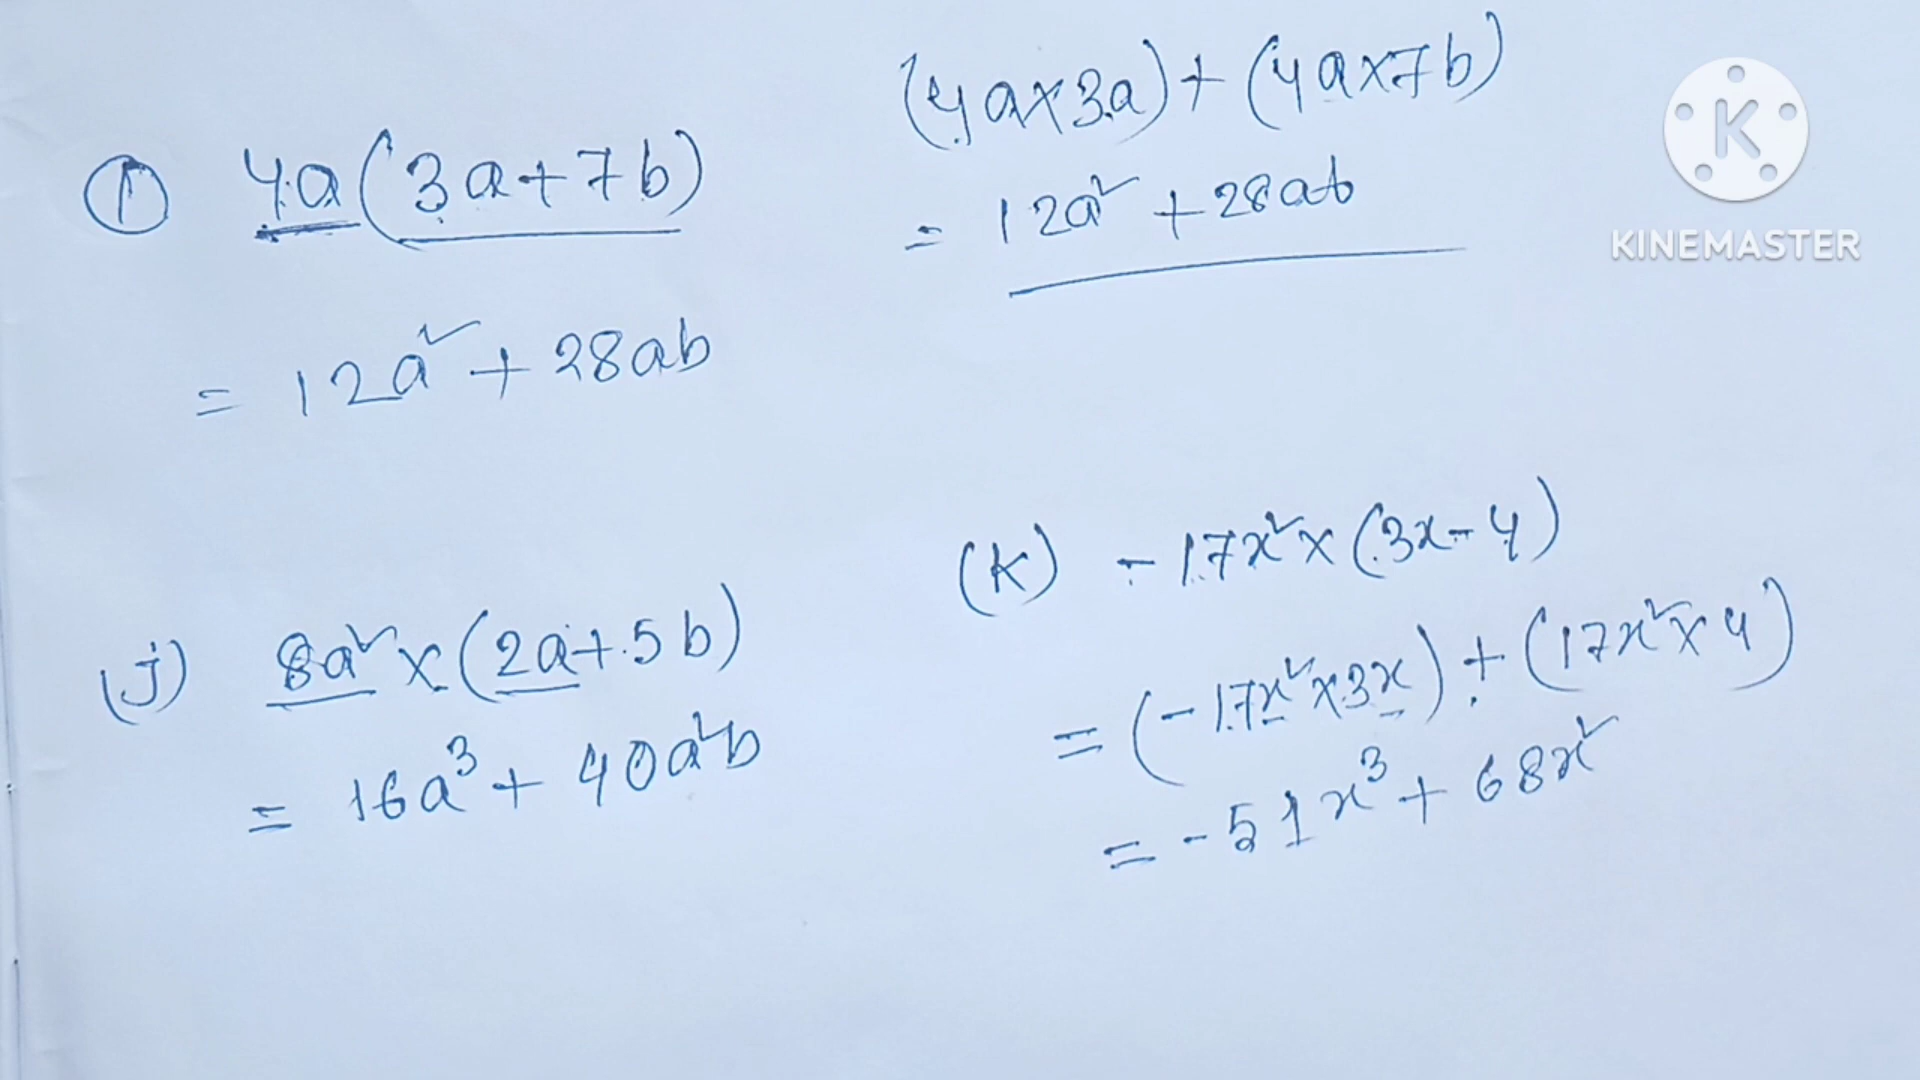 (i) 4a(3a+7b)
= 12a² + 28ab
(4a×3a)+(4a×7b)
= 12a² + 28ab
(j) 8a²×(2a+5b)
= 16a³ + 40a²b
(K) -17x²×(3x-4)
= (-17x²×3x)+(17x²×4)
= -51x³+68x²
K
KINEMASTER